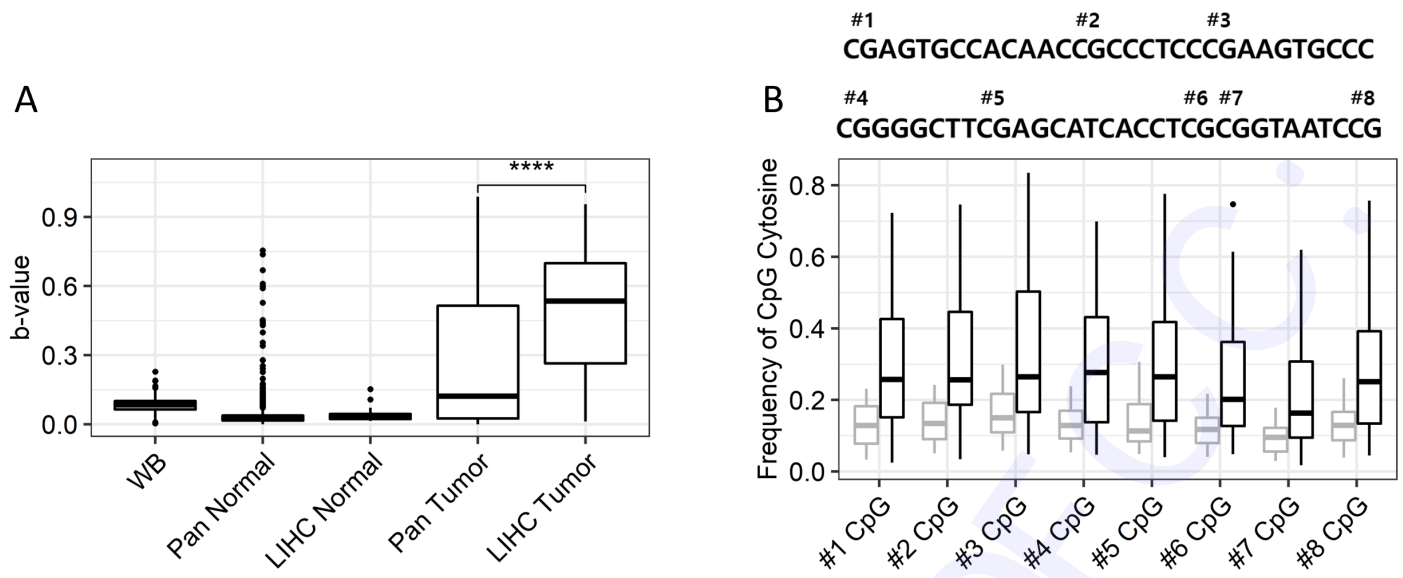 A
b-value
0.9
0.6
0.3
0.0
****
WB
Pan Normal
LIHC Normal
Pan Tumor
LIHC Tumor
B
#1 #2 #3
CGAGTGCCACAACCGCCCTCCCGAAGTGCCC
#4 #5 #6 #7 #8
CGGGGCTTCGAGCATCACCTCGCGGTAATCCG
Frequency of CpG Cytosine
0.8
0.6
0.4
0.2
0.0
#1 CpG
#2 CpG
#3 CpG
#4 CpG
#5 CpG
#6 CpG
#7 CpG
#8 CpG